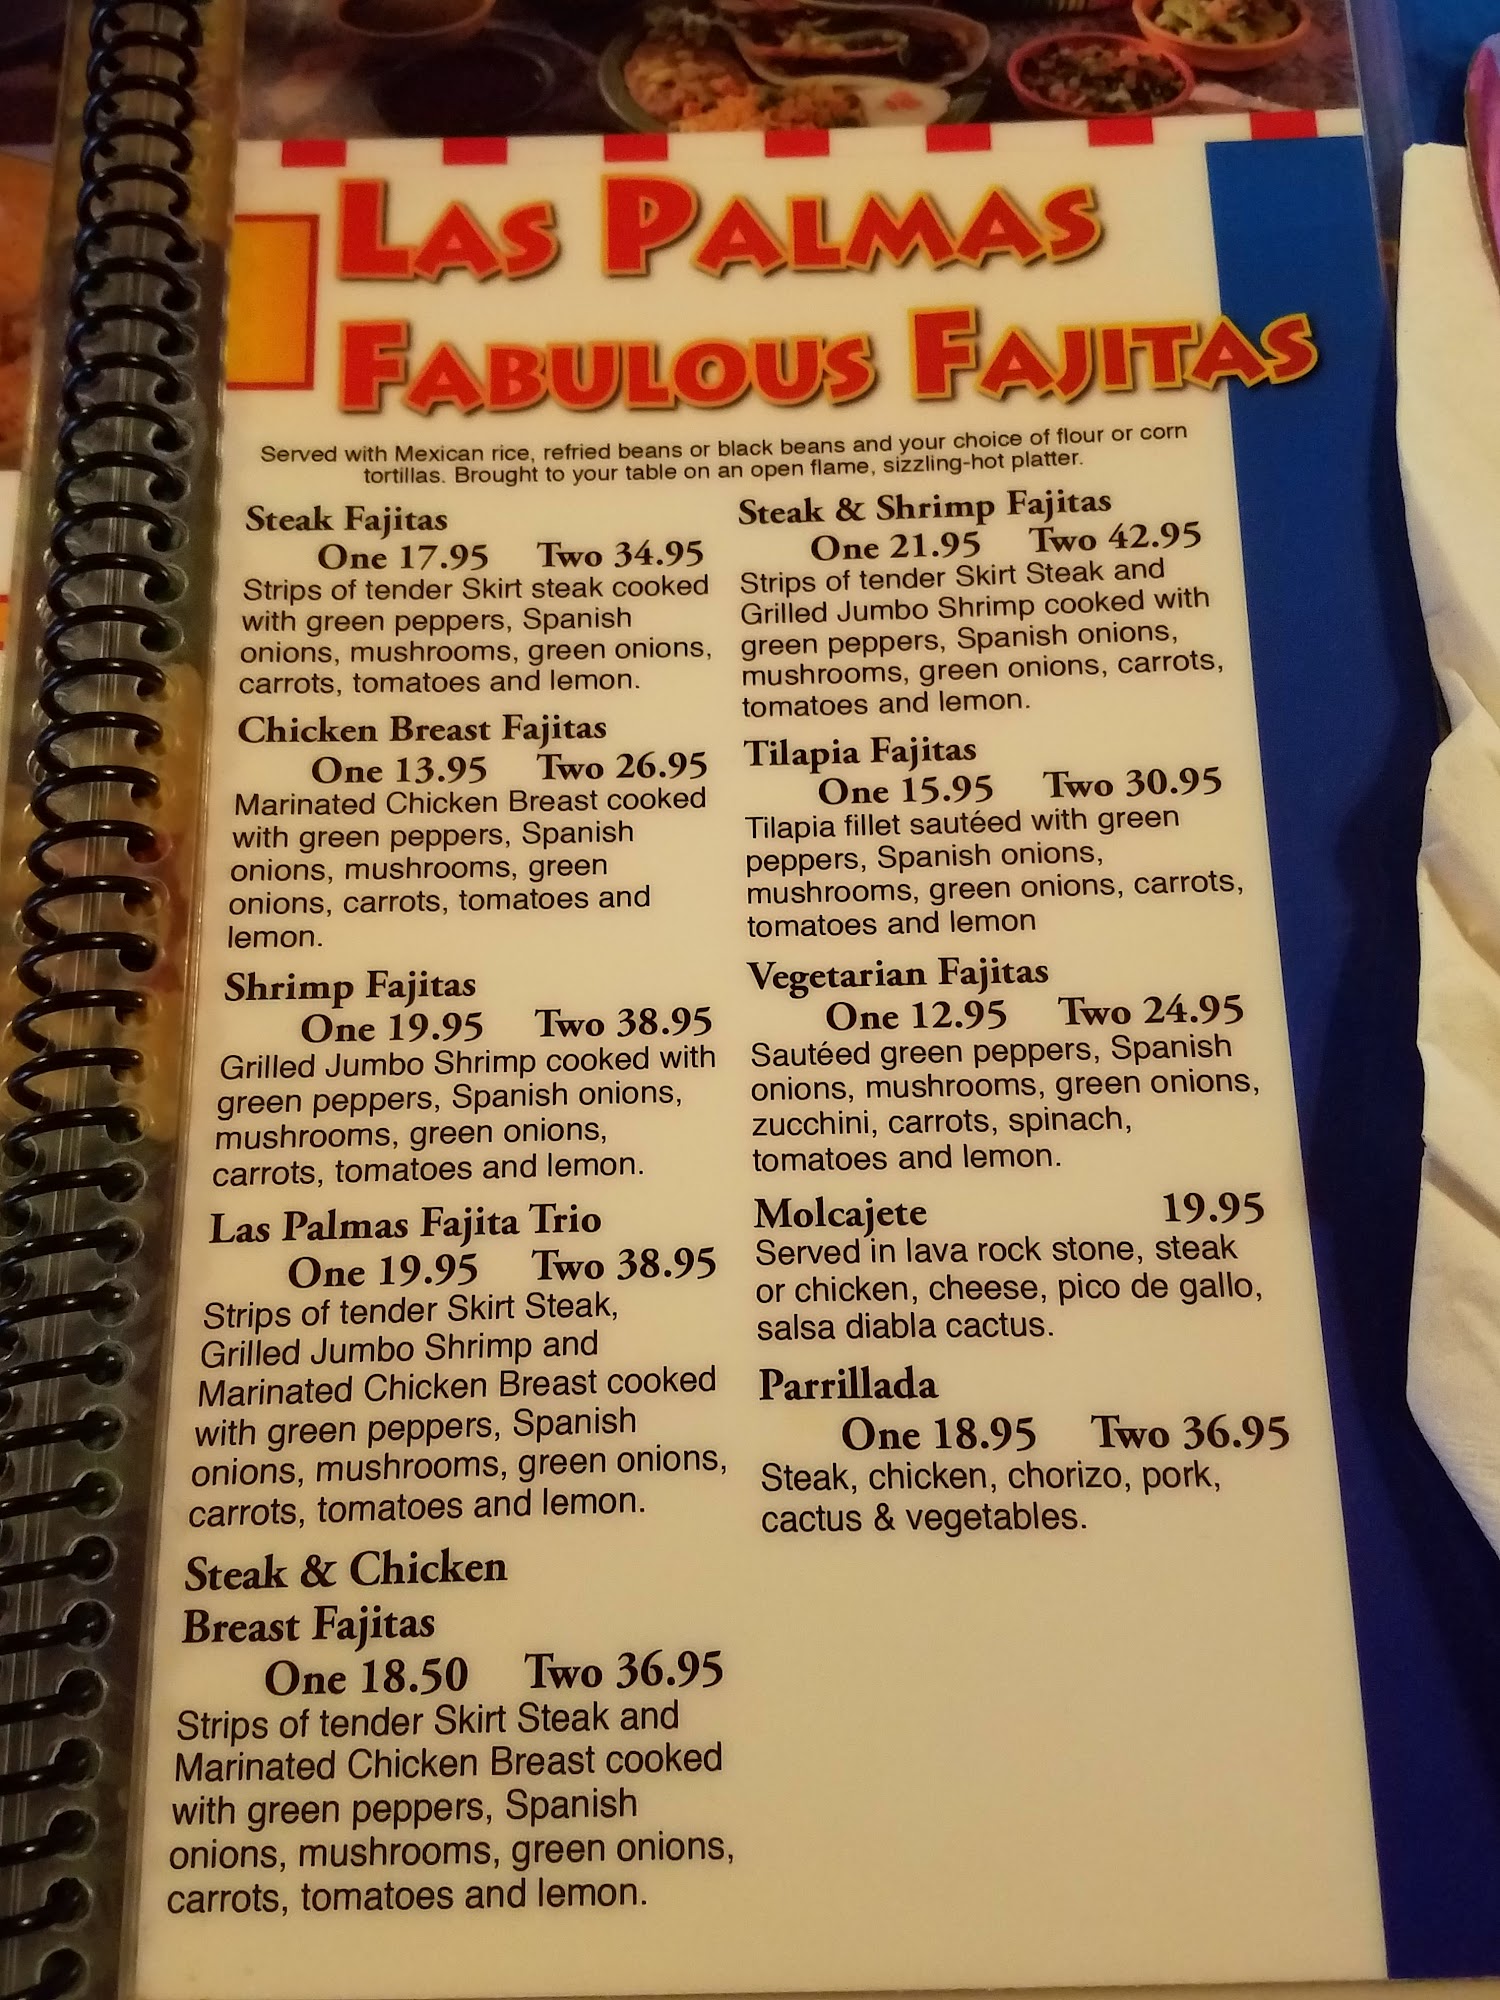 LAS PALMAS
FABULOUS FAJITAS
Served with Mexican rice, refried beans or black beans and your choice of flour or corn
tortillas. Brought to your table on an open flame, sizzling-hot platter.
Steak Fajitas
One 17.95 Two 34.95
Strips of tender Skirt steak cooked
with green peppers, Spanish
onions, mushrooms, green onions,
carrots, tomatoes and lemon.
Chicken Breast Fajitas
One 13.95 Two 26.95
Marinated Chicken Breast cooked
with green peppers, Spanish
onions, mushrooms, green
onions, carrots, tomatoes and
lemon.
Shrimp Fajitas
One 19.95 Two 38.95
Grilled Jumbo Shrimp cooked with
green peppers, Spanish onions,
mushrooms, green onions,
carrots, tomatoes and lemon.
Las Palmas Fajita Trio
One 19.95 Two 38.95
Strips of tender Skirt Steak,
Grilled Jumbo Shrimp and
Marinated Chicken Breast cooked
with green peppers, Spanish
onions, mushrooms, green onions,
carrots, tomatoes and lemon.
Steak & Chicken
Breast Fajitas
One 18.50 Two 36.95
Strips of tender Skirt Steak and
Marinated Chicken Breast cooked
with green peppers, Spanish
onions, mushrooms, green onions,
carrots, tomatoes and lemon.
Steak & Shrimp Fajitas
One 21.95 Two 42.95
Strips of tender Skirt Steak and
Grilled Jumbo Shrimp cooked with
green peppers, Spanish onions,
mushrooms, green onions, carrots,
tomatoes and lemon.
Tilapia Fajitas
One 15.95 Two 30.95
Tilapia fillet sautéed with green
peppers, Spanish onions,
mushrooms, green onions, carrots,
tomatoes and lemon
Vegetarian Fajitas
One 12.95 Two 24.95
Sautéed green peppers, Spanish
onions, mushrooms, green onions,
zucchini, carrots, spinach,
tomatoes and lemon.
Molcajete 19.95
Served in lava rock stone, steak
or chicken, cheese, pico de gallo,
salsa diabla cactus.
Parrillada
One 18.95 Two 36.95
Steak, chicken, chorizo, pork,
cactus & vegetables.